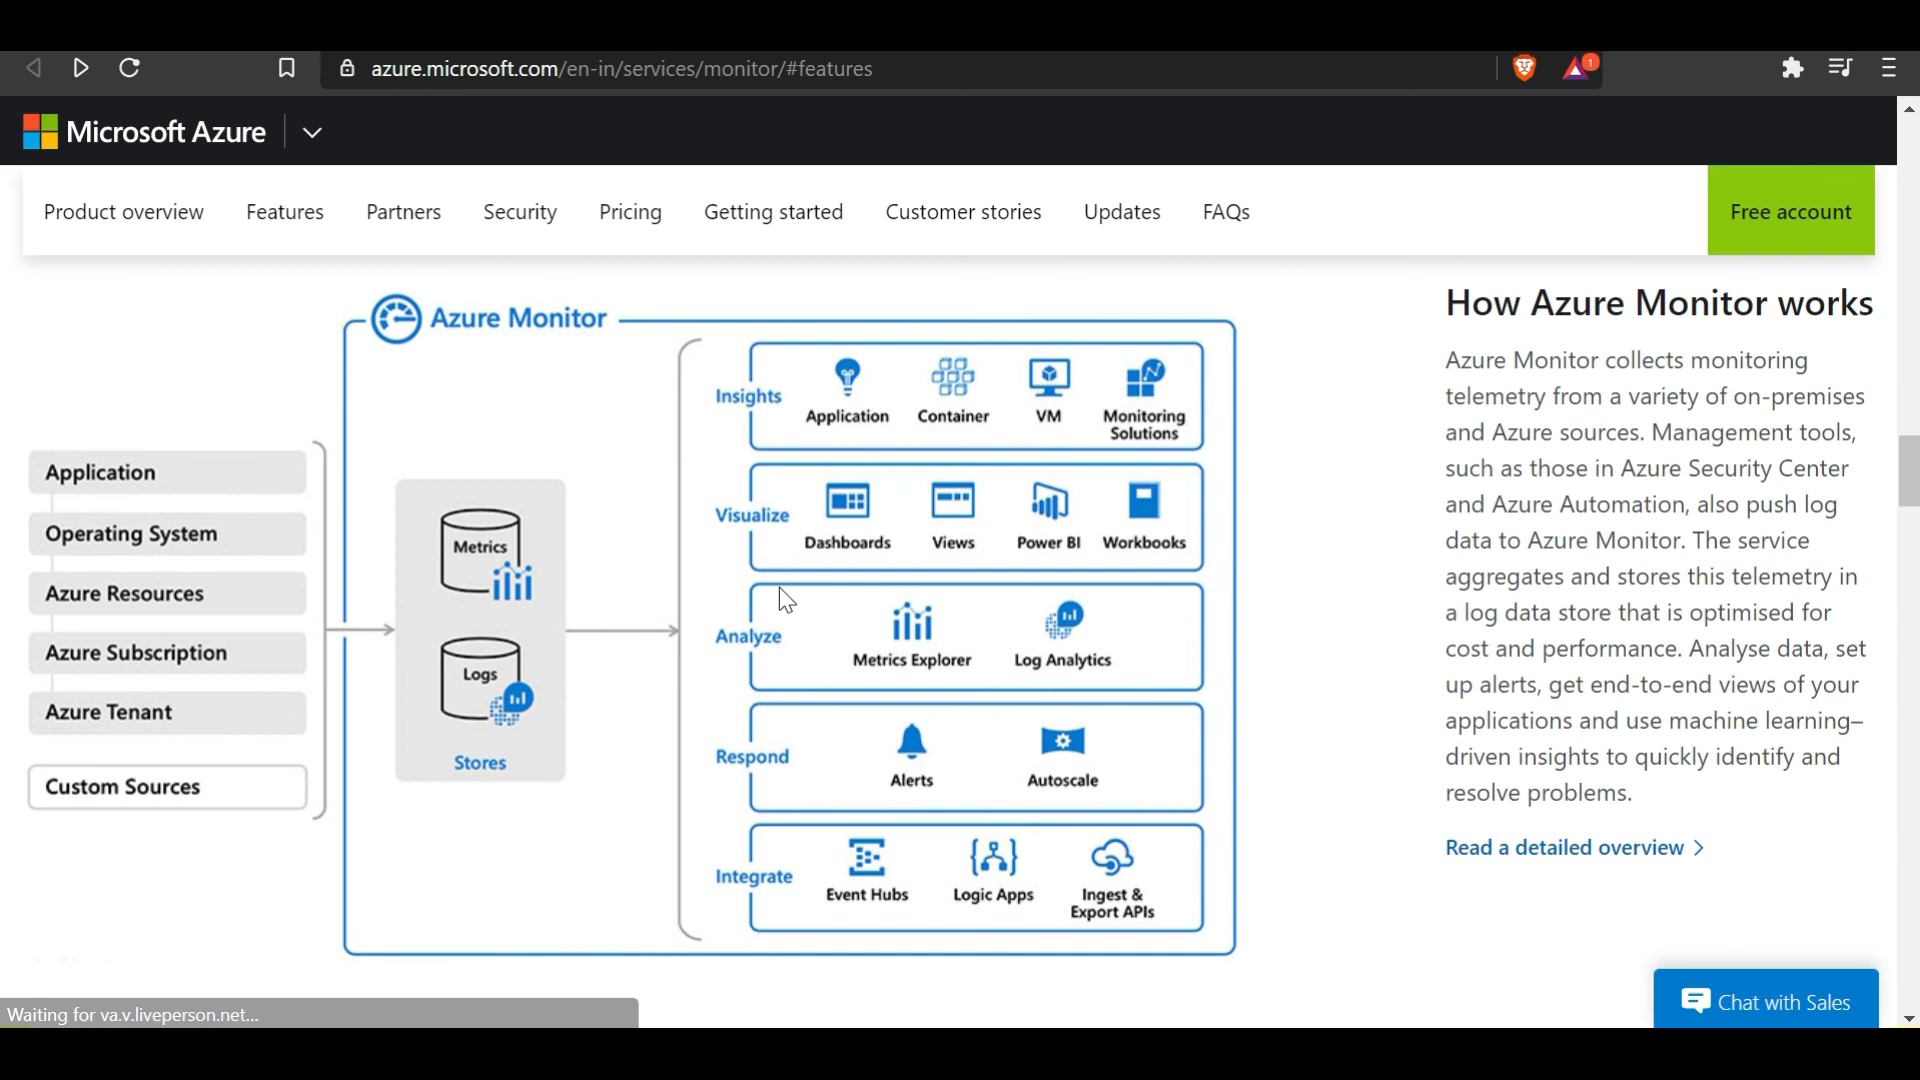 azure.microsoft.com/en-in/services/monitor/#features
1
Microsoft Azure
Product overview Features Partners Security Pricing Getting started Customer stories Updates FAQs Free account
Azure Monitor
Application
Operating System
Azure Resources
Azure Subscription
Azure Tenant
Custom Sources
Metrics
Logs
Stores
Insights
Application Container VM Monitoring
Solutions
Visualize
Dashboards Views Power BI Workbooks
Analyze
Metrics Explorer Log Analytics
Respond
Alerts Autoscale
Integrate
Event Hubs Logic Apps Ingest &
Export APIs
How Azure Monitor works
Azure Monitor collects monitoring
telemetry from a variety of on-premises
and Azure sources. Management tools,
such as those in Azure Security Center
and Azure Automation, also push log
data to Azure Monitor. The service
aggregates and stores this telemetry in
a log data store that is optimised for
cost and performance. Analyse data, set
up alerts, get end-to-end views of your
applications and use machine learning–
driven insights to quickly identify and
resolve problems.
Read a detailed overview
Chat with Sales
Waiting for va.v.liveperson.net...